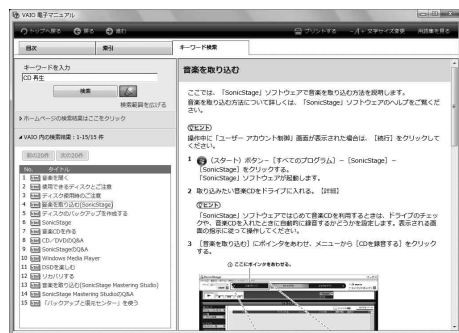 VAIO 電子マニュアル
トップへ戻る 戻る 進む プリントする 文字サイズ変更 用語集を見る
目次 索引 キーワード検索
キーワードを入力
CD 再生
検索
検索範囲を広げる
ホームページの検索結果はここをクリック
VAIO 内の検索結果：1-15/15 件
前の20件 次の20件
No. タイトル
1 音楽を聞く
2 使用できるディスクとご注意
3 ディスク使用時のご注意
4 音楽を取り込む(SonicStage)
5 ディスクのバックアップを作成する
6 SonicStage
7 音楽CDを作る
8 CD／DVDのQ&A
9 SonicStageのQ&A
10 Windows Media Player
11 DSDを楽しむ
12 リカバリする
13 音楽を取り込む(SonicStage Mastering Studio)
14 SonicStage Mastering StudioのQ&A
15 「バックアップと復元センター」を使う
音楽を取り込む
ここでは、「SonicStage」ソフトウェアで音楽を取り込む方法を説明します。
音楽を取り込む方法について詳しくは、「SonicStage」ソフトウェアのヘルプをご覧ください。
ヒント
操作中に「ユーザー アカウント制御」画面が表示された場合は、［続行］をクリックしてください。
1 （スタート）ボタン－［すべてのプログラム］－［SonicStage］－
［SonicStage］をクリックする。
「SonicStage」ソフトウェアが起動します。
2 取り込みたい音楽CDをドライブに入れる。【詳細】
ヒント
「SonicStage」ソフトウェアではじめて音楽CDを利用するときは、ドライブのチェックや、音楽CDを入れたときに自動的に録音するかどうかを設定します。表示される画面の指示に従って操作してください。
3 ［音楽を取り込む］にポインタをあわせ、メニューから［CDを録音する］をクリックする。
① ここにポインタをあわせる。